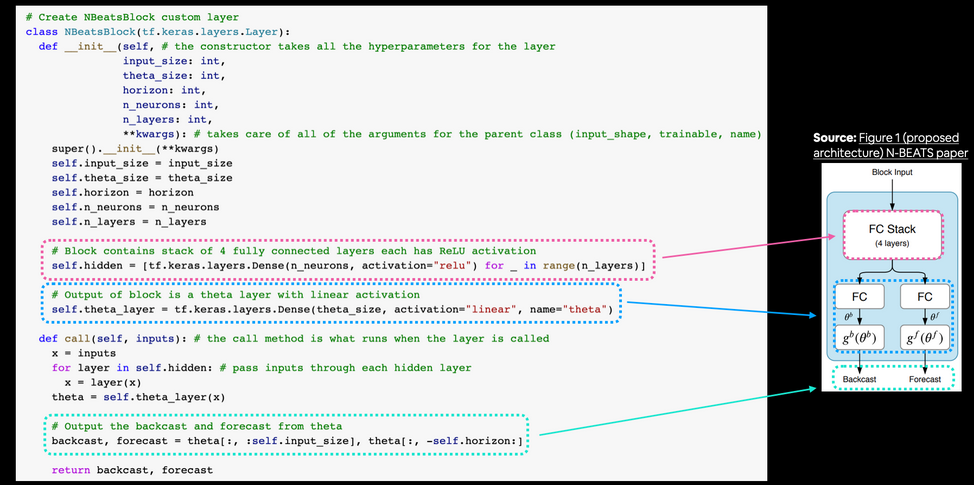 # Create NBeatsBlock custom layer
class NBeatsBlock(tf.keras.layers.Layer):
  def __init__(self, # the constructor takes all the hyperparameters for the layer
               input_size: int,
               theta_size: int,
               horizon: int,
               n_neurons: int,
               n_layers: int,
               **kwargs): # takes care of all of the arguments for the parent class (input_shape, trainable, name)
    super().__init__(**kwargs)
    self.input_size = input_size
    self.theta_size = theta_size
    self.horizon = horizon
    self.n_neurons = n_neurons
    self.n_layers = n_layers
    # Block contains stack of 4 fully connected layers each has ReLU activation
    self.hidden = [tf.keras.layers.Dense(n_neurons, activation="relu") for _ in range(n_layers)]
    # Output of block is a theta layer with linear activation
    self.theta_layer = tf.keras.layers.Dense(theta_size, activation="linear", name="theta")
  def call(self, inputs): # the call method is what runs when the layer is called
    x = inputs
    for layer in self.hidden: # pass inputs through each hidden layer
      x = layer(x)
    theta = self.theta_layer(x)
    # Output the backcast and forecast from theta
    backcast, forecast = theta[:, :self.input_size], theta[:, -self.horizon:]
    return backcast, forecast
Source: Figure 1 (proposed
architecture) N-BEATS paper
Block Input
FC Stack
(4 layers)
FC FC
θᵇ θᶠ
gᵇ(θᵇ) gᶠ(θᶠ)
Backcast Forecast